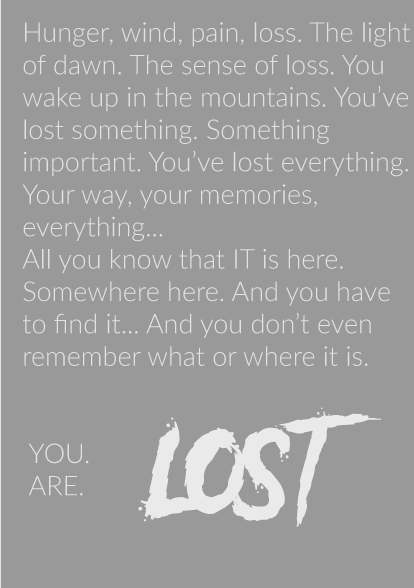 Hunger, wind, pain, loss. The light
of dawn. The sense of loss. You
wake up in the mountains. You've
lost something. Something
important. You've lost everything.
Your way, your memories,
everything...
All you know that IT is here.
Somewhere here. And you have
to find it... And you don't even
remember what or where it is.
YOU.
ARE.
LOST